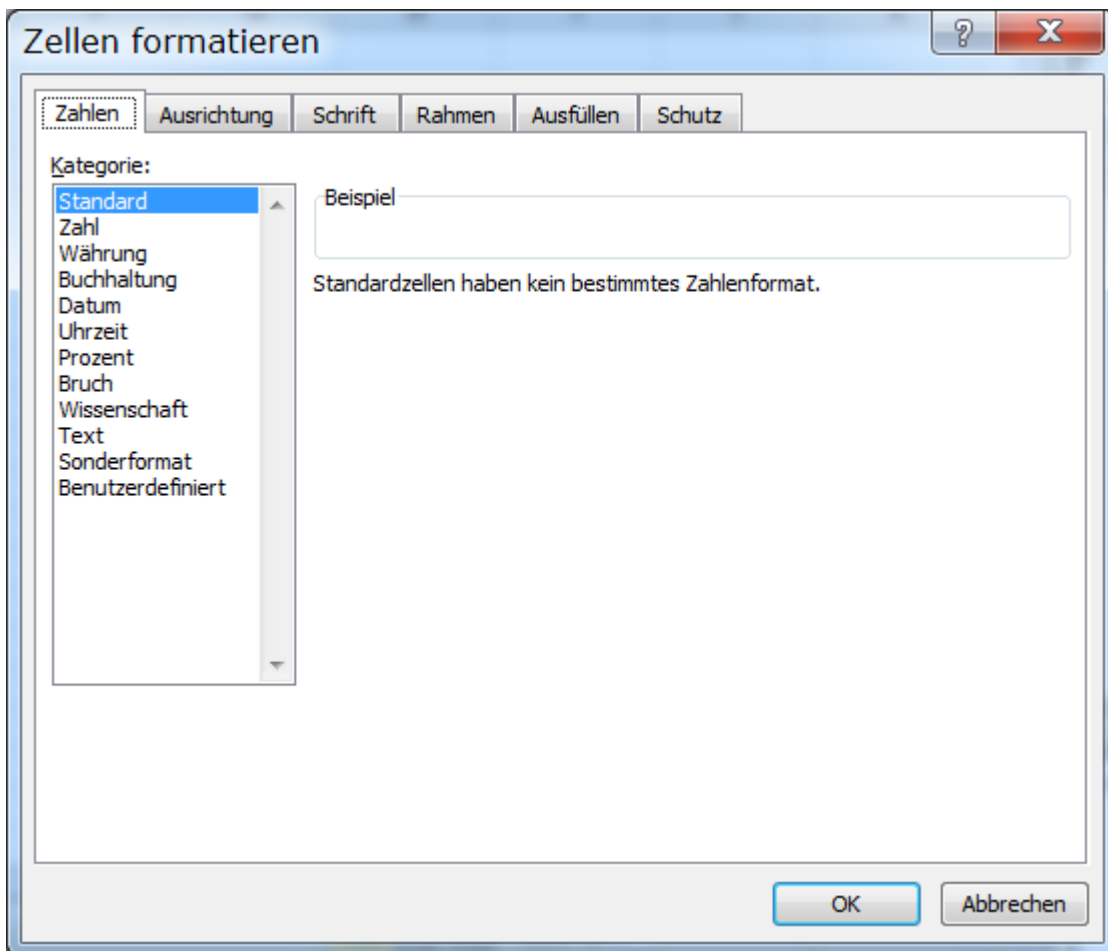 Zellen formatieren
Zahlen Ausrichtung Schrift Rahmen Ausfüllen Schutz
Kategorie:
Standard
Zahl
Währung
Buchhaltung
Datum
Uhrzeit
Prozent
Bruch
Wissenschaft
Text
Sonderformat
Benutzerdefiniert
Beispiel
Standardzellen haben kein bestimmtes Zahlenformat.
OK Abbrechen